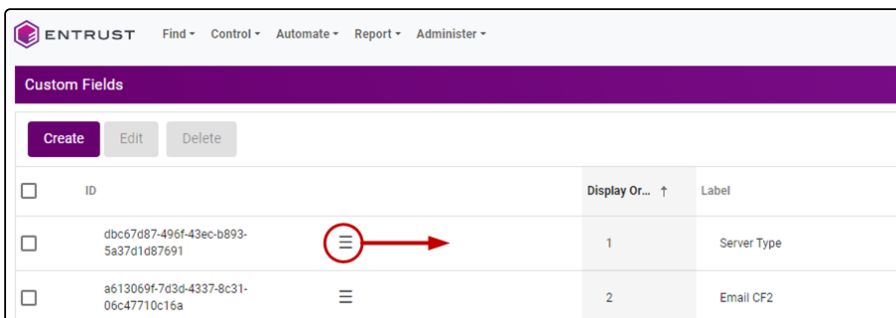 ENTRUST Find Control Automate Report Administer
Custom Fields
Create Edit Delete
ID Display Or... ↑ Label
dbc67d87-496f-43ec-b893-
5a37d1d87691
1 Server Type
a613069f-7d3d-4337-8c31-
06c47710c16a
2 Email CF2